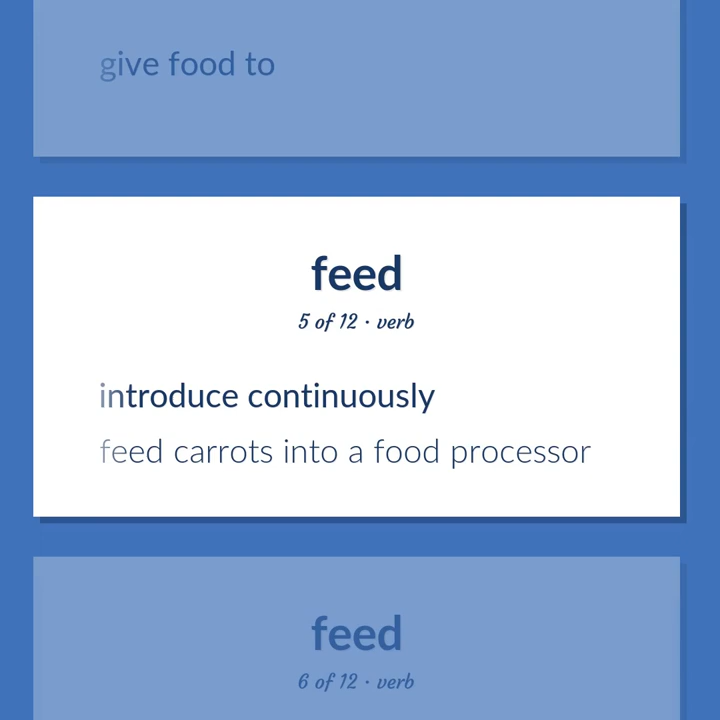 give food to
feed
5 of 12 · verb
introduce continuously
feed carrots into a food processor
feed
6 of 12 · verb